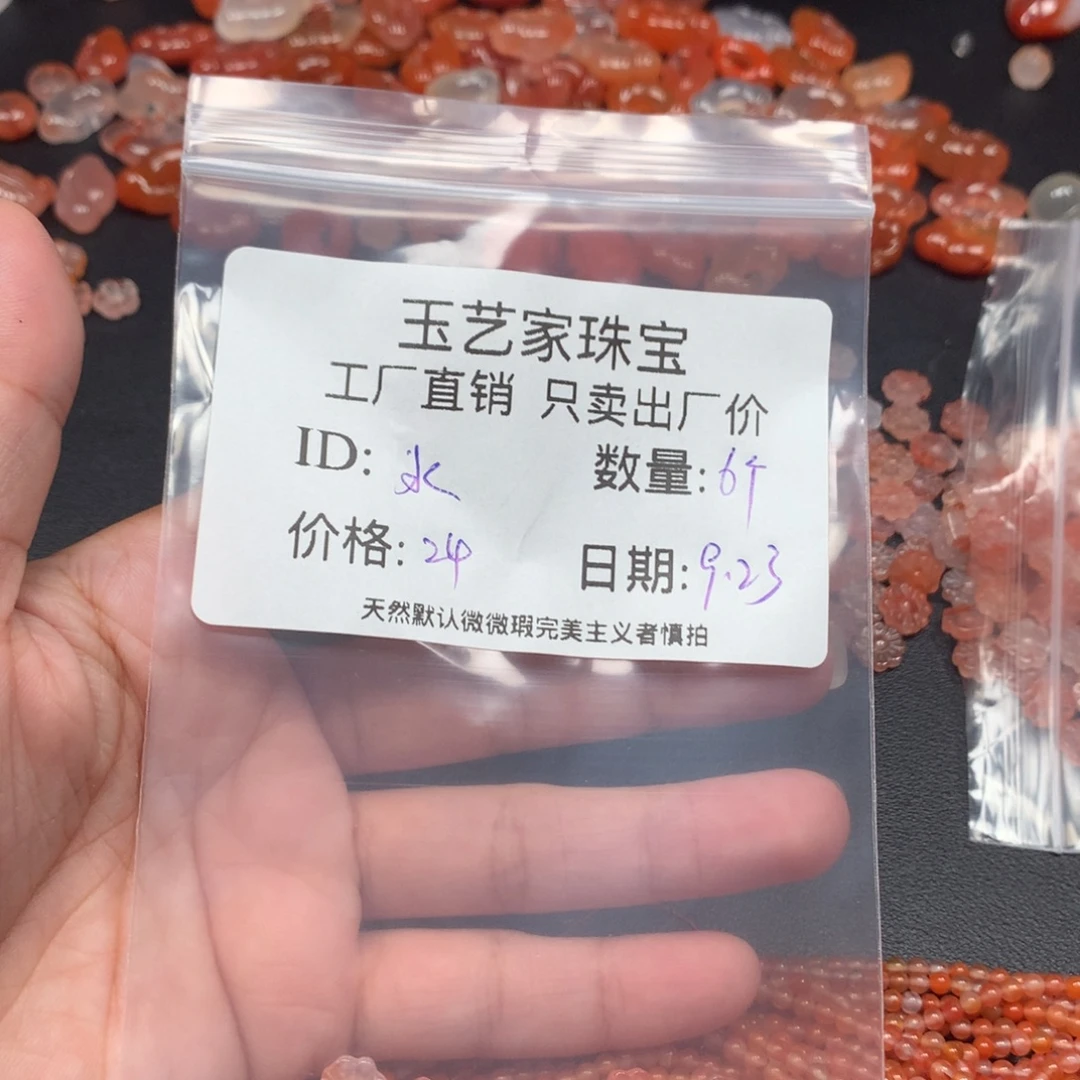 玉艺家珠宝
工厂直销 只卖出厂价
ID: 水 数量: 6个
价格: 24 日期: 9.23
天然默认微微瑕完美主义者慎拍